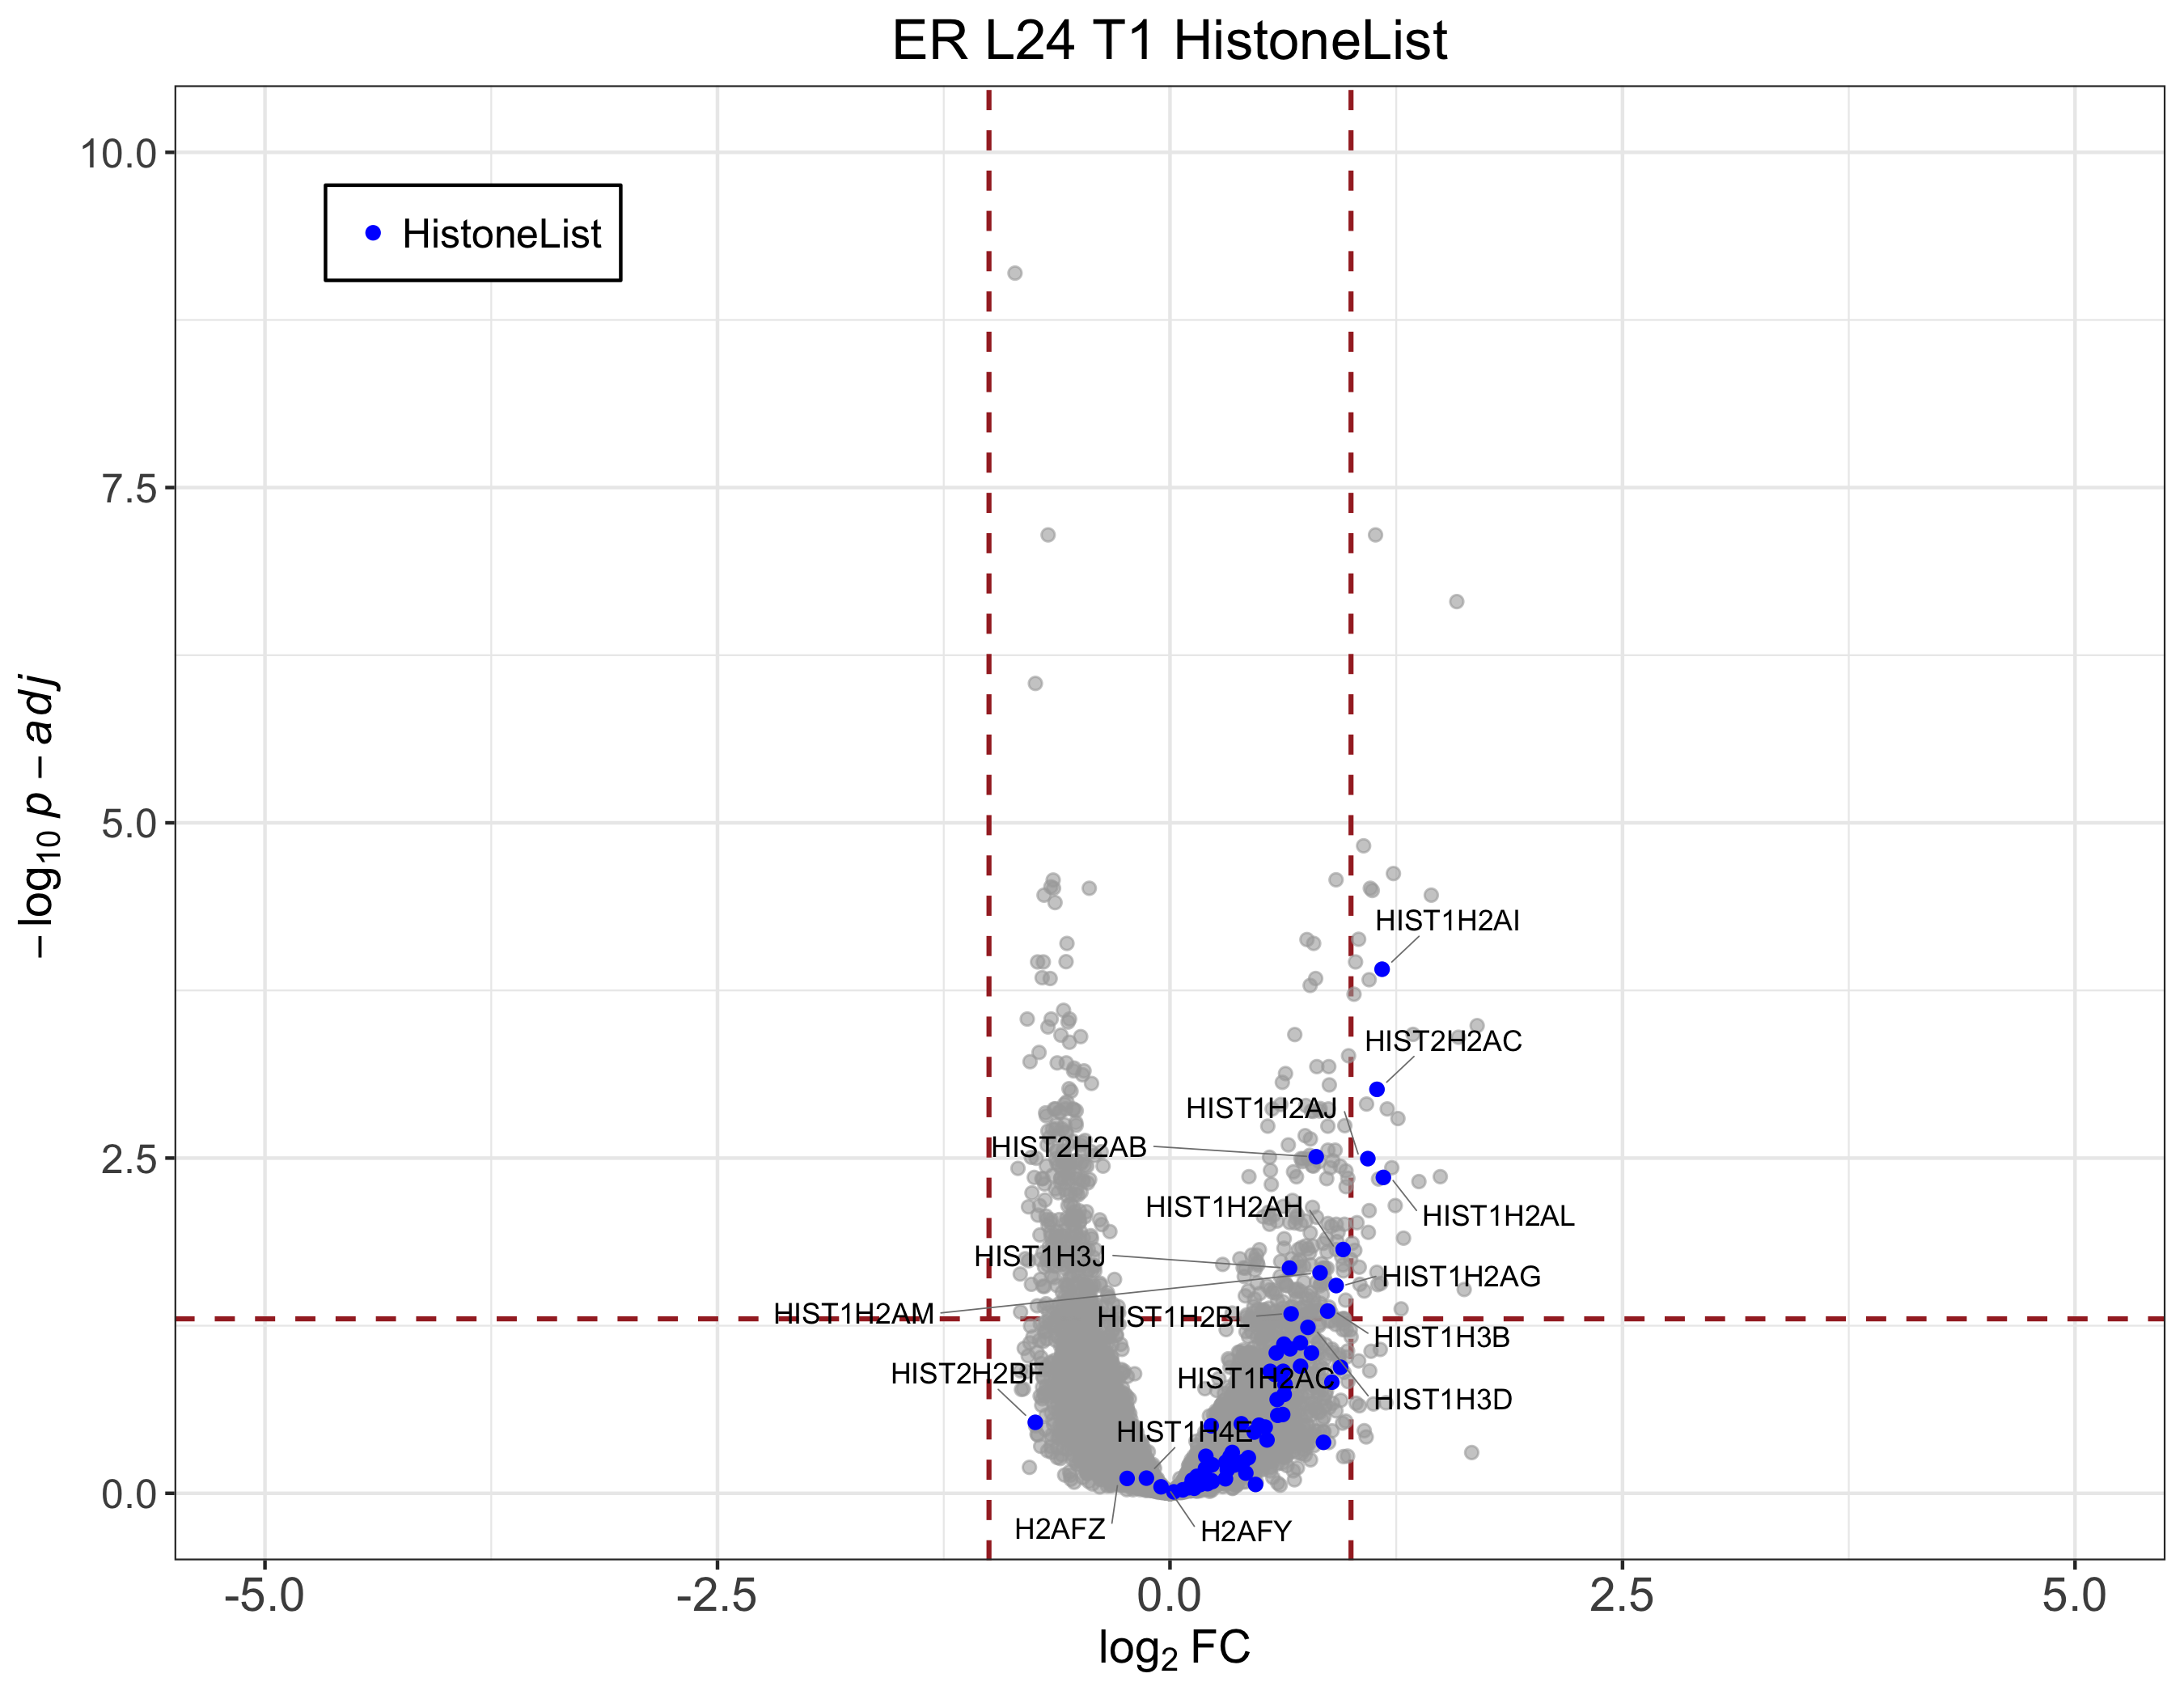 ER L24 T1 HistoneList
10.0
HistoneList
7.5
5.0
2.5
0.0
−log10 p − adj
HIST1H2AI
HIST2H2AC
HIST1H2AJ
HIST2H2AB
HIST1H2AH
HIST1H2AL
HIST1H3J
HIST1H2AG
HIST1H2AM
HIST1H2BL
HIST1H3B
HIST2H2BF
HIST1H2AC
HIST1H3D
HIST1H4E
H2AFZ
H2AFY
-5.0
-2.5
0.0
2.5
5.0
log2 FC